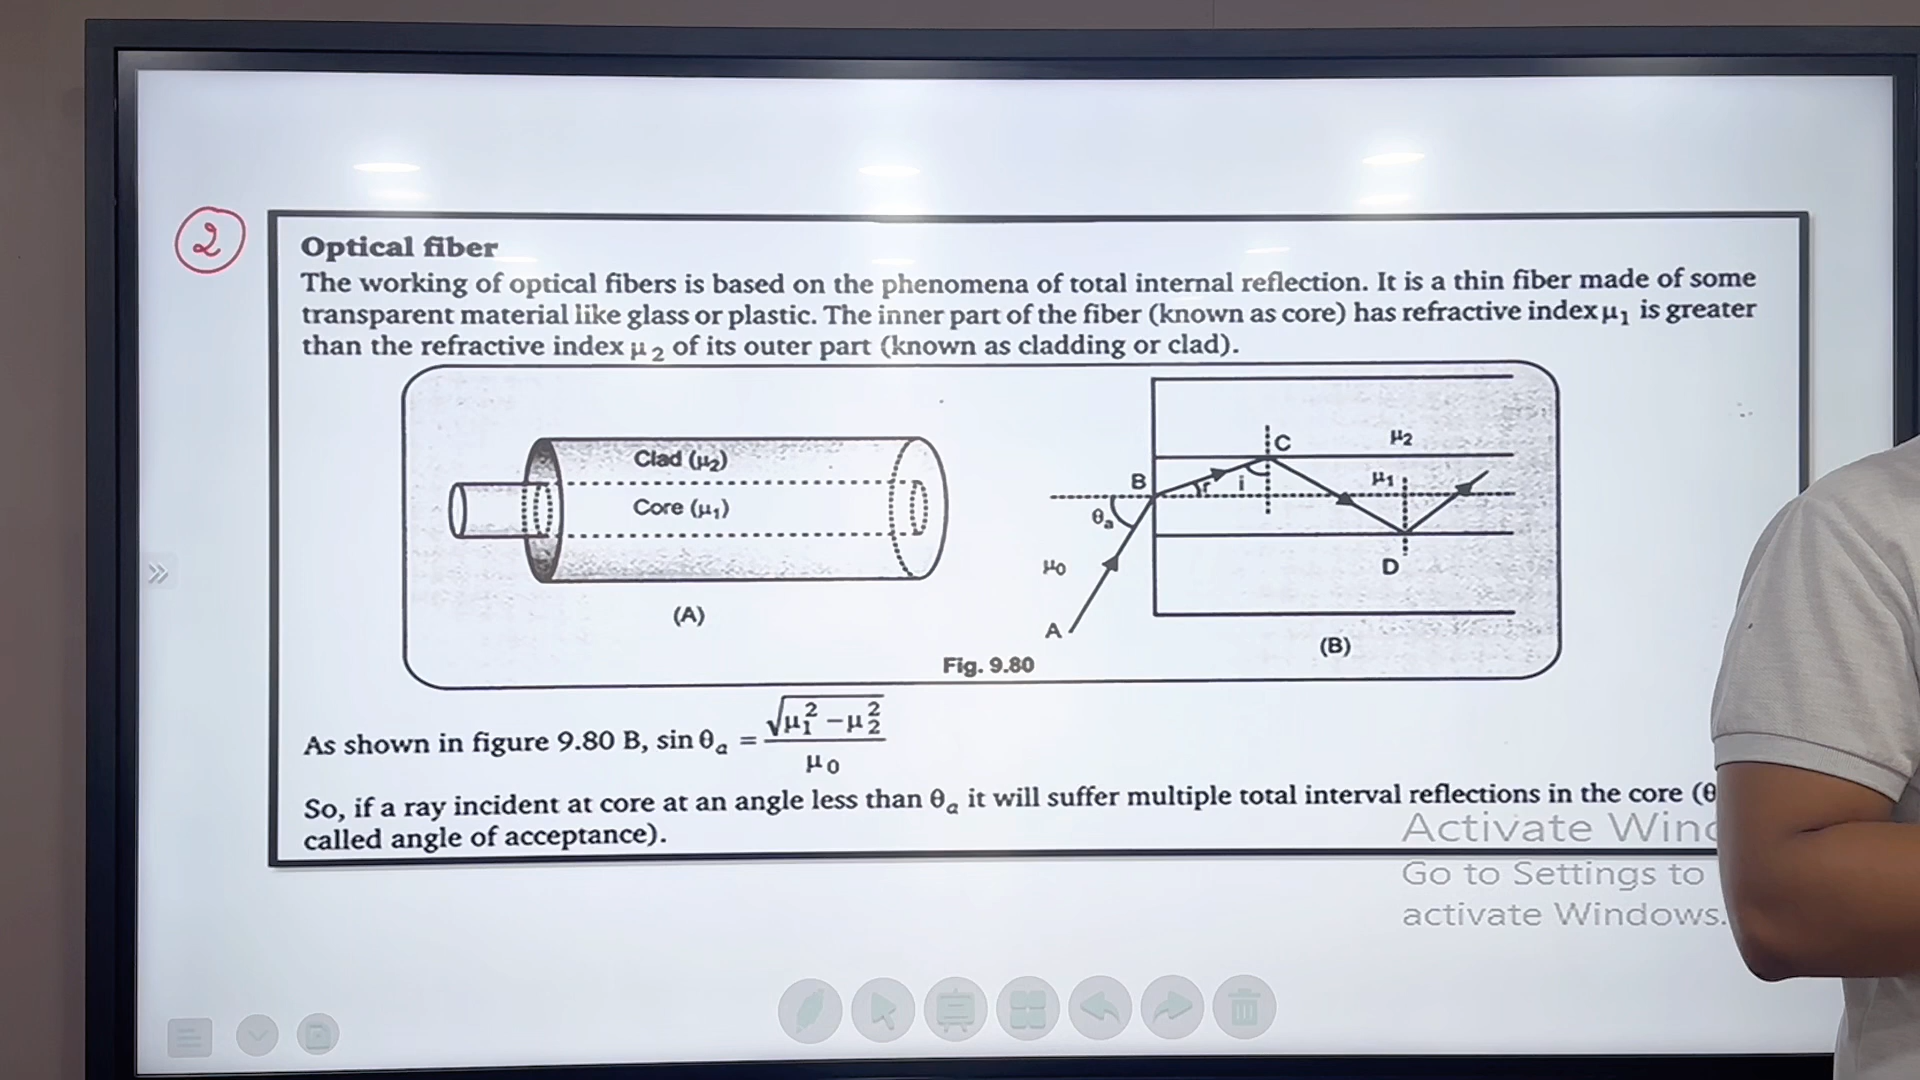 2
Optical fiber
The working of optical fibers is based on the phenomena of total internal reflection. It is a thin fiber made of some
transparent material like glass or plastic. The inner part of the fiber (known as core) has refractive index μ₁ is greater
than the refractive index μ₂ of its outer part (known as cladding or clad).
Clad (μ₂)
Core (μ₁)
(A)
B
C
μ₂
μ₁
r
i
θₐ
μ₀
A
D
(B)
Fig. 9.80
As shown in figure 9.80 B, sin θₐ = √(μ₁² − μ₂²) / μ₀
So, if a ray incident at core at an angle less than θₐ it will suffer multiple total interval reflections in the core (θ
called angle of acceptance).
Activate Wind
Go to Settings to
activate Windows.